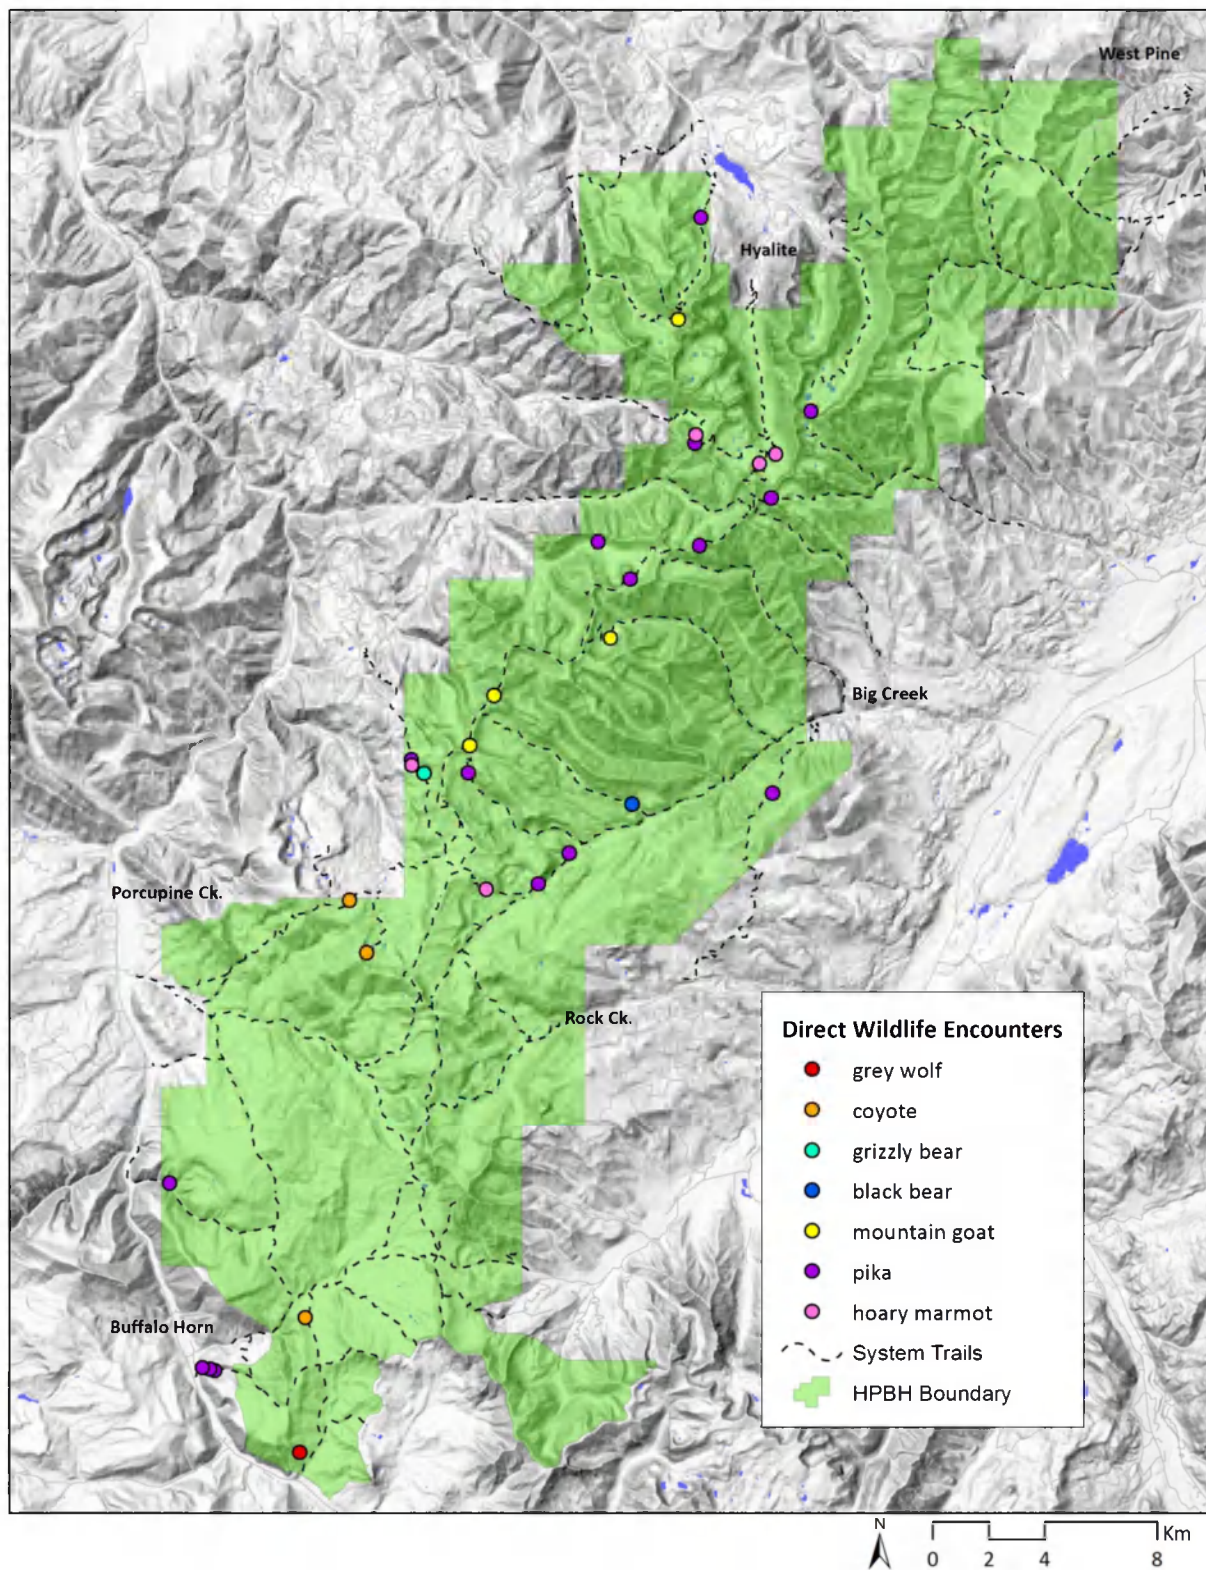 West Pine
Hyalite
Big Creek
Porcupine Ck.
Rock Ck.
Buffalo Horn
Direct Wildlife Encounters
grey wolf
coyote
grizzly bear
black bear
mountain goat
pika
hoary marmot
System Trails
HPBH Boundary
N
Km
0 2 4 8